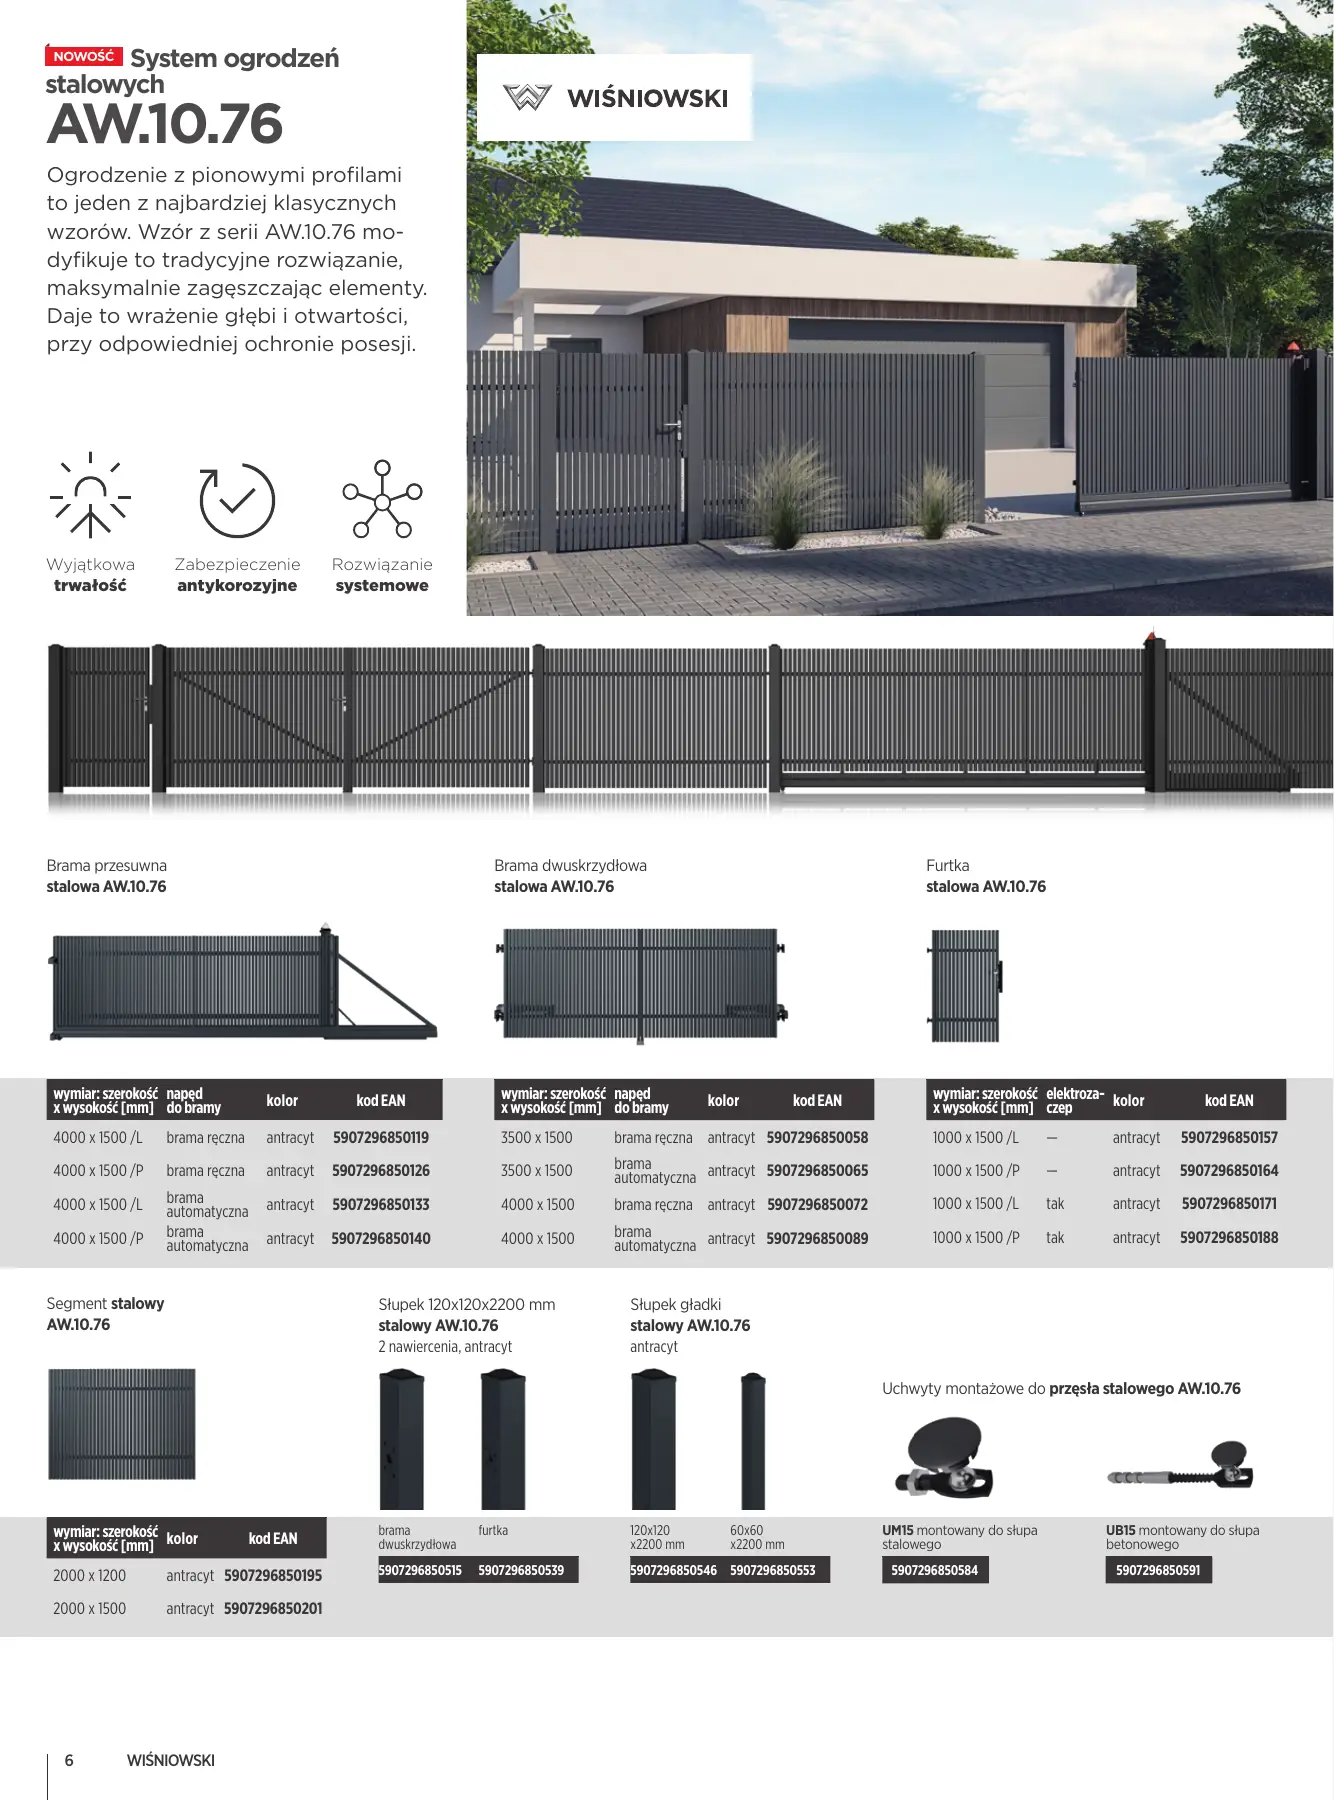 NOWOŚĆ System ogrodzeń
stalowych
AW.10.76
WIŚNIOWSKI
Ogrodzenie z pionowymi profilami
to jeden z najbardziej klasycznych
wzorów. Wzór z serii AW.10.76 mo-
dyfikuje to tradycyjne rozwiązanie,
maksymalnie zagęszczając elementy.
Daje to wrażenie głębi i otwartości,
przy odpowiedniej ochronie posesji.
Wyjątkowa
trwałość
Zabezpieczenie
antykorozyjne
Rozwiązanie
systemowe
Brama przesuwna
stalowa AW.10.76
wymiar: szerokość x wysokość [mm] napęd do bramy kolor kod EAN
4000 x 1500 /L brama ręczna antracyt 5907296850119
4000 x 1500 /P brama ręczna antracyt 5907296850126
4000 x 1500 /L brama automatyczna antracyt 5907296850133
4000 x 1500 /P brama automatyczna antracyt 5907296850140
Brama dwuskrzydłowa
stalowa AW.10.76
wymiar: szerokość x wysokość [mm] napęd do bramy kolor kod EAN
3500 x 1500 brama ręczna antracyt 5907296850058
3500 x 1500 brama automatyczna antracyt 5907296850065
4000 x 1500 brama ręczna antracyt 5907296850072
4000 x 1500 brama automatyczna antracyt 5907296850089
Furtka
stalowa AW.10.76
wymiar: szerokość x wysokość [mm] elektroza-czep kolor kod EAN
1000 x 1500 /L — antracyt 5907296850157
1000 x 1500 /P — antracyt 5907296850164
1000 x 1500 /L tak antracyt 5907296850171
1000 x 1500 /P tak antracyt 5907296850188
Segment stalowy
AW.10.76
wymiar: szerokość x wysokość [mm] kolor kod EAN
2000 x 1200 antracyt 5907296850195
2000 x 1500 antracyt 5907296850201
Słupek 120x120x2200 mm
stalowy AW.10.76
2 nawiercenia, antracyt
brama
dwuskrzydłowa
5907296850515
furtka
5907296850539
Słupek gładki
stalowy AW.10.76
antracyt
120x120
x2200 mm
5907296850546
60x60
x2200 mm
5907296850553
Uchwyty montażowe do przęsła stalowego AW.10.76
UM15 montowany do słupa
stalowego
5907296850584
UB15 montowany do słupa
betonowego
5907296850591
6 WIŚNIOWSKI